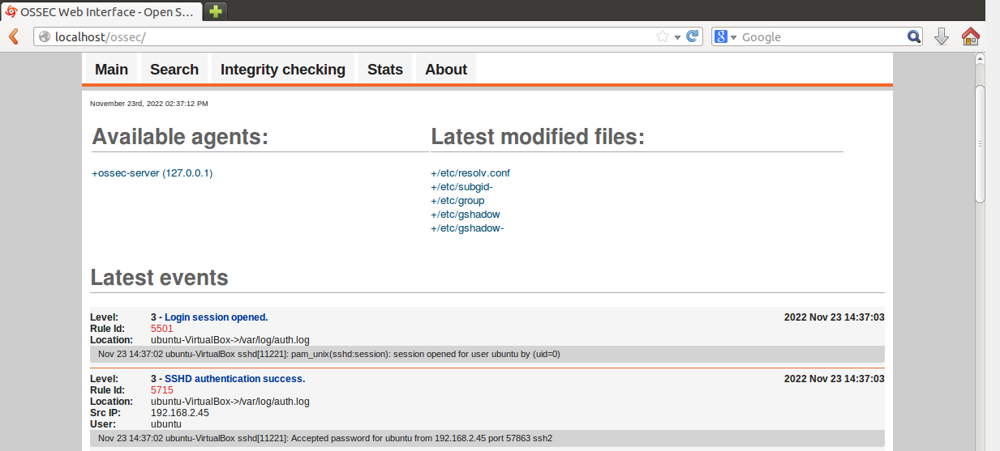 OSSEC Web Interface - Open S...
localhost/ossec/
Google
Main Search Integrity checking Stats About
November 23rd, 2022 02:37:12 PM
Available agents:
+ossec-server (127.0.0.1)
Latest modified files:
+/etc/resolv.conf
+/etc/subgid-
+/etc/group
+/etc/gshadow
+/etc/gshadow-
Latest events
Level: 3 - Login session opened. 2022 Nov 23 14:37:03
Rule Id: 5501
Location: ubuntu-VirtualBox->/var/log/auth.log
Nov 23 14:37:02 ubuntu-VirtualBox sshd[11221]: pam_unix(sshd:session): session opened for user ubuntu by (uid=0)
Level: 3 - SSHD authentication success. 2022 Nov 23 14:37:03
Rule Id: 5715
Location: ubuntu-VirtualBox->/var/log/auth.log
Src IP: 192.168.2.45
User: ubuntu
Nov 23 14:37:02 ubuntu-VirtualBox sshd[11221]: Accepted password for ubuntu from 192.168.2.45 port 57863 ssh2